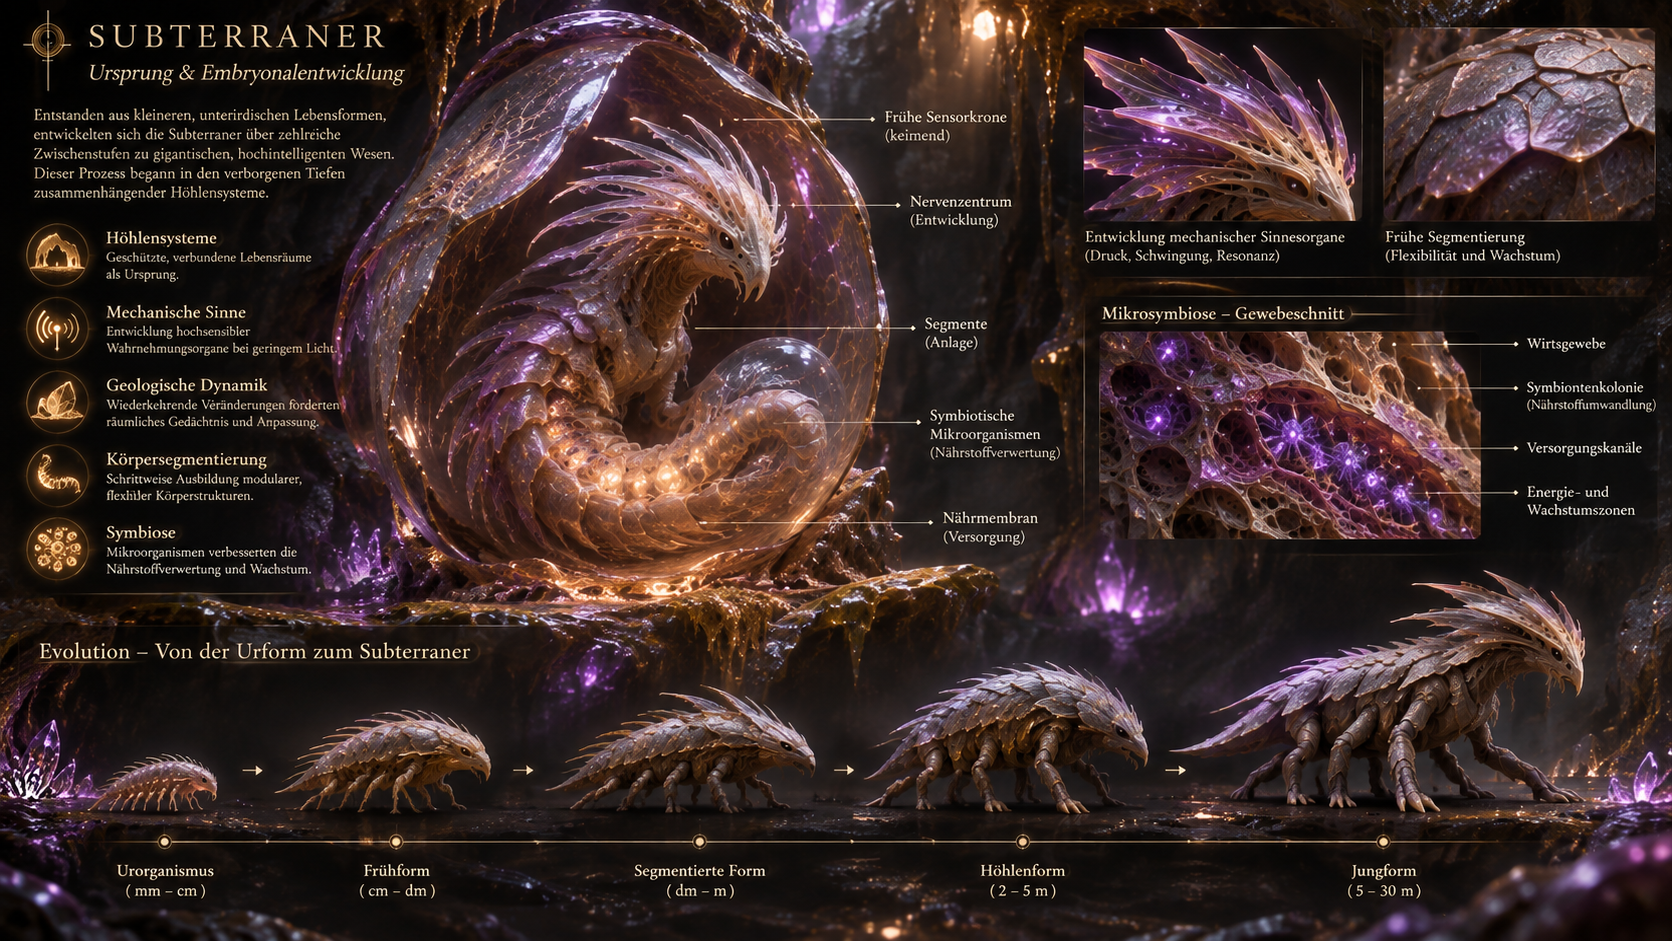 SUBTERRANER
Ursprung & Embryonalentwicklung
Entstanden aus kleineren, unterirdischen Lebensformen,
entwickelten sich die Subterraner über zehlreiche
Zwischenstufen zu gigantischen, hochintelligenten Wesen.
Dieser Prozess begann in den verborgenen Tiefen
zusammenhängender Höhlensysteme.
Höhlensysteme
Geschützte, verbundene Lebensräume
als Ursprung.
Mechanische Sinne
Entwicklung hochsensibler
Wahrnehmungsorgane bei geringem Licht.
Geologische Dynamik
Wiederkehrende Veränderungen förderten
räumliches Gedächtnis und Anpassung.
Körpersegmentierung
Schrittweise Ausbildung modularer,
Körperstrukturen.
Symbiose
Mikroorganismen verbesserten die
Nährstoffverwertung und Wachstum.
Frühe Sensorkrone
(keimend)
Nervenzentrum
(Entwicklung)
Segmente
(Anlage)
Symbiotische
Mikroorganismen
(Nährstoffverwertung)
Nährmembran
(Versorgung)
Entwicklung mechanischer Sinnesorgane
(Druck, Schwingung, Resonanz)
Frühe Segmentierung
(Flexibilität und Wachstum)
Mikrosymbiose – Gewebeschnitt
Wirtsgewebe
Symbiontenkolonie
(Nährstoffumwandlung)
Versorgungskanäle
Energie- und
Wachstumszonen
Evolution – Von der Urform zum Subterraner
Urorganismus
( mm – cm )
Frühform
( cm – dm )
Segmentierte Form
( dm – m )
Höhlenform
( 2 – 5 m )
Jungform
( 5 – 30 m )